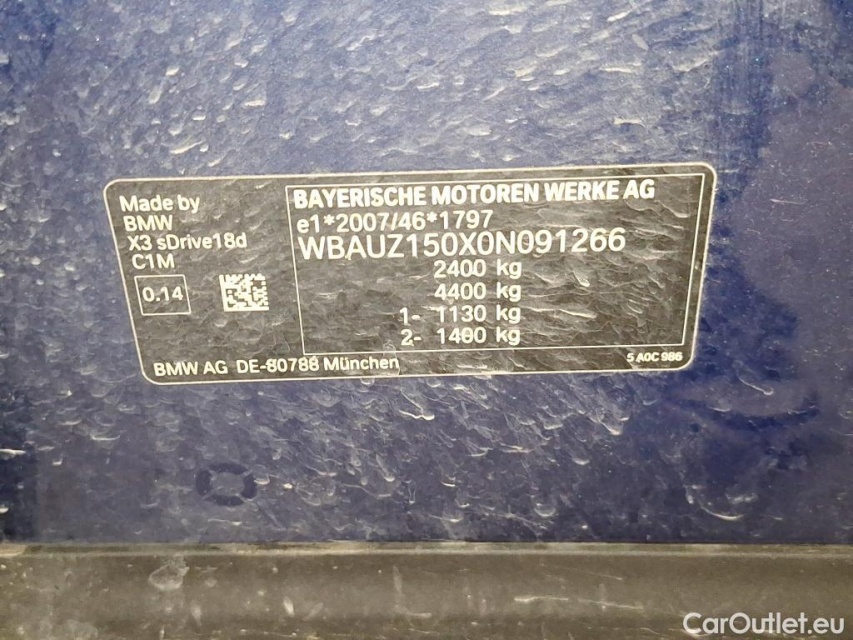 Made by
BMW
X3 sDrive18d
C1M
0.14
BAYERISCHE MOTOREN WERKE AG
e1*2007/46*1797
WBAUZ150X0N091266
2400 kg
4400 kg
1- 1130 kg
2- 1490 kg
BMW AG DE-80788 München
5 A0C 986
CarOutlet.eu